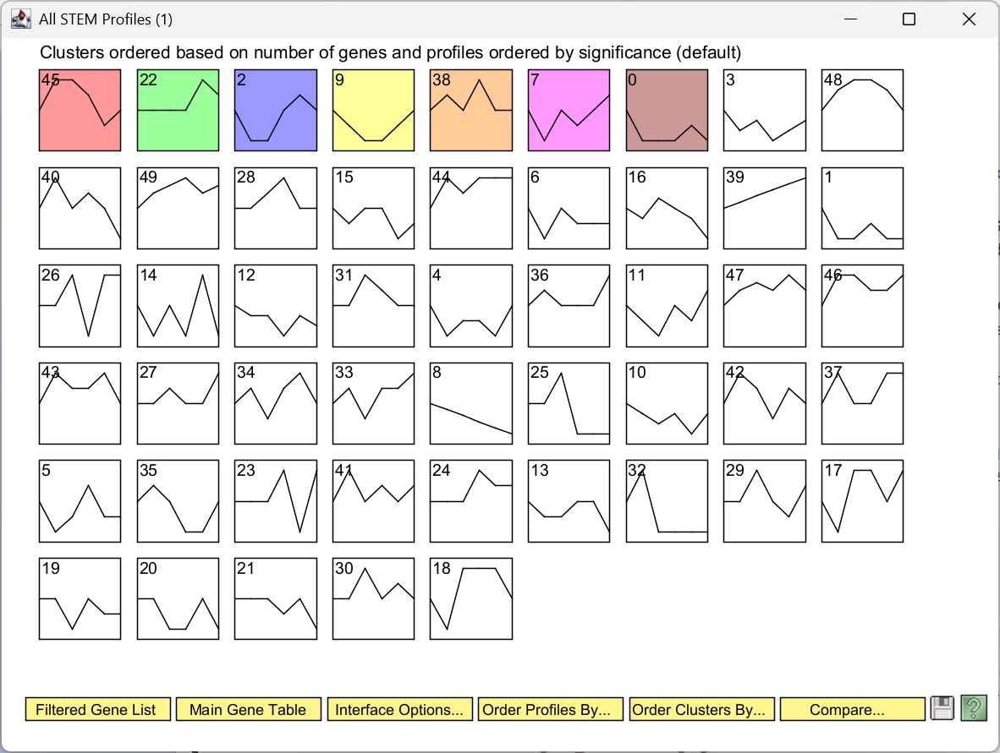 All STEM Profiles (1)
Clusters ordered based on number of genes and profiles ordered by significance (default)
45 22 2 9 38 7 0 3 48
40 49 28 15 44 6 16 39 1
26 14 12 31 4 36 11 47 46
43 27 34 33 8 25 10 42 37
5 35 23 41 24 13 32 29 17
19 20 21 30 18
Filtered Gene List Main Gene Table Interface Options... Order Profiles By... Order Clusters By... Compare... ?